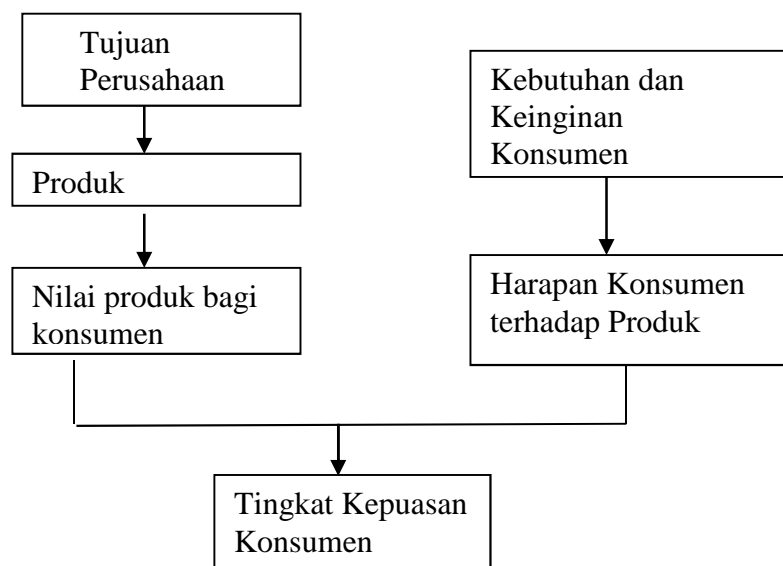 Tujuan
Perusahaan
Produk
Nilai produk bagi
konsumen
Kebutuhan dan
Keinginan
Konsumen
Harapan Konsumen
terhadap Produk
Tingkat Kepuasan
Konsumen